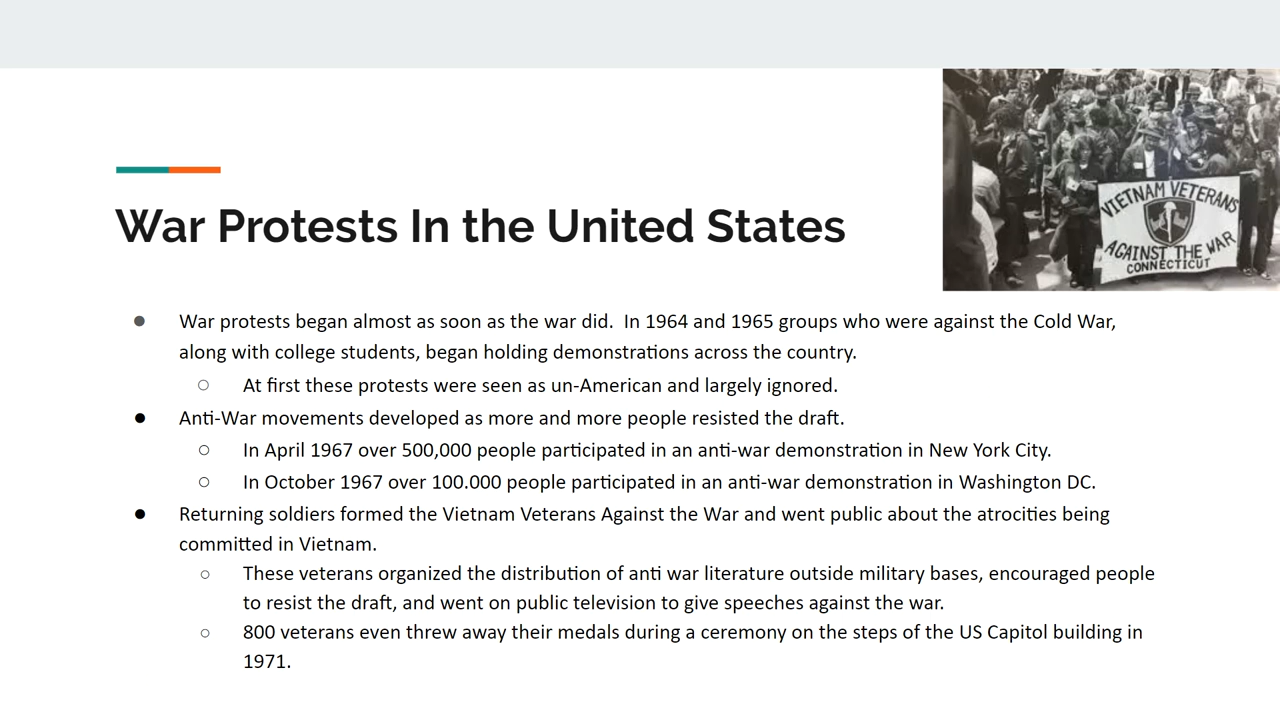 VIETNAM VETERANS
AGAINST THE WAR
CONNECTICUT
War Protests In the United States
● War protests began almost as soon as the war did.  In 1964 and 1965 groups who were against the Cold War,
along with college students, began holding demonstrations across the country.
○ At first these protests were seen as un-American and largely ignored.
● Anti-War movements developed as more and more people resisted the draft.
○ In April 1967 over 500,000 people participated in an anti-war demonstration in New York City.
○ In October 1967 over 100.000 people participated in an anti-war demonstration in Washington DC.
● Returning soldiers formed the Vietnam Veterans Against the War and went public about the atrocities being
committed in Vietnam.
○ These veterans organized the distribution of anti war literature outside military bases, encouraged people
to resist the draft, and went on public television to give speeches against the war.
○ 800 veterans even threw away their medals during a ceremony on the steps of the US Capitol building in
1971.